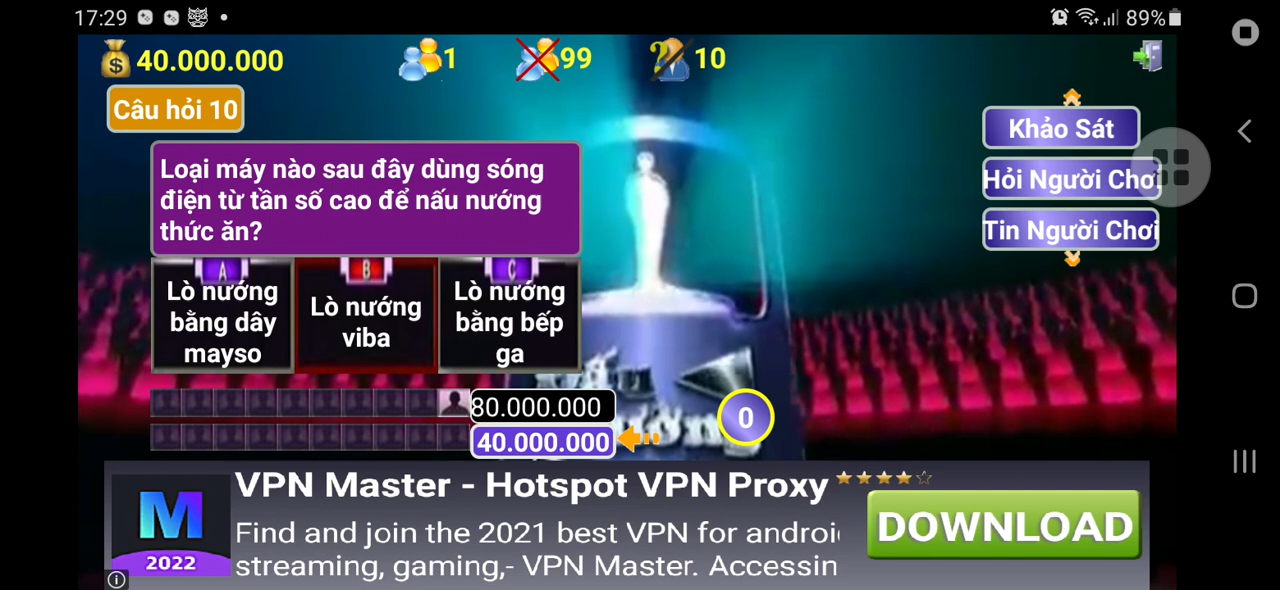 17:29
89%
40.000.000
1
99
10
Câu hỏi 10
Loại máy nào sau đây dùng sóng
điện từ tần số cao để nấu nướng
thức ăn?
A
Lò nướng
bằng dây
mayso
B
Lò nướng
viba
C
Lò nướng
bằng bếp
ga
Khảo Sát
Hỏi Người Chơi
Tin Người Chơi
80.000.000
40.000.000
0
M
2022
VPN Master - Hotspot VPN Proxy
Find and join the 2021 best VPN for androi
streaming, gaming,- VPN Master. Accessin
DOWNLOAD